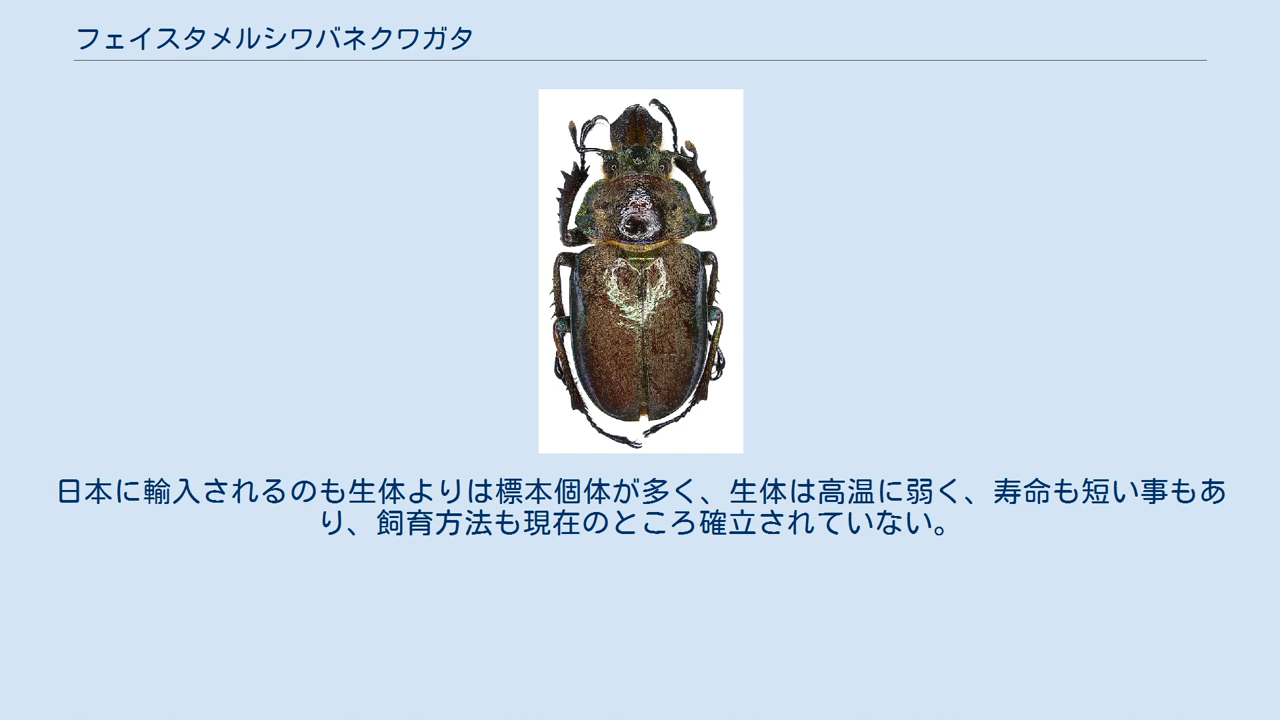 フェイスタメルシワバネクワガタ
日本に輸入されるのも生体よりは標本個体が多く、生体は高温に弱く、寿命も短い事もあ
り、飼育方法も現在のところ確立されていない。